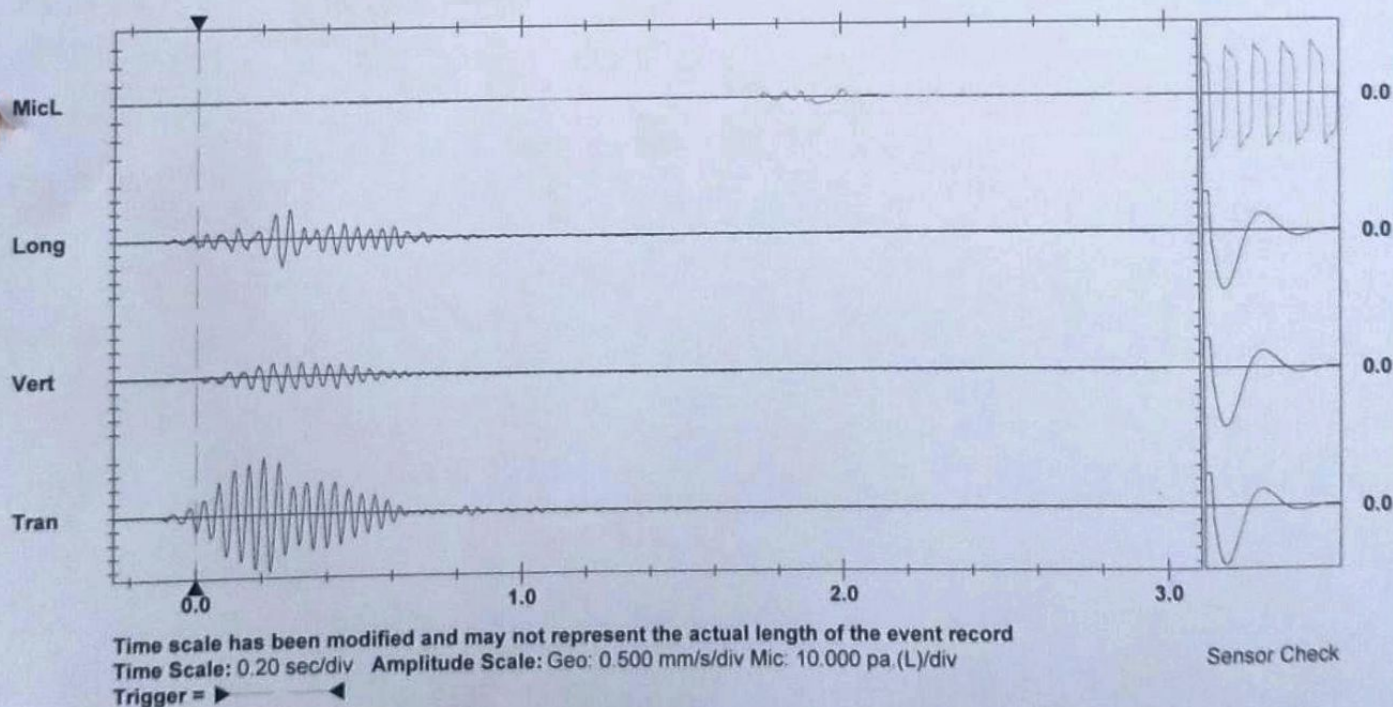 MicL 0.0
Long 0.0
Vert 0.0
Tran 0.0
0.0 1.0 2.0 3.0
Time scale has been modified and may not represent the actual length of the event record
Time Scale: 0.20 sec/div Amplitude Scale: Geo: 0.500 mm/s/div Mic: 10.000 pa.(L)/div
Sensor Check
Trigger =